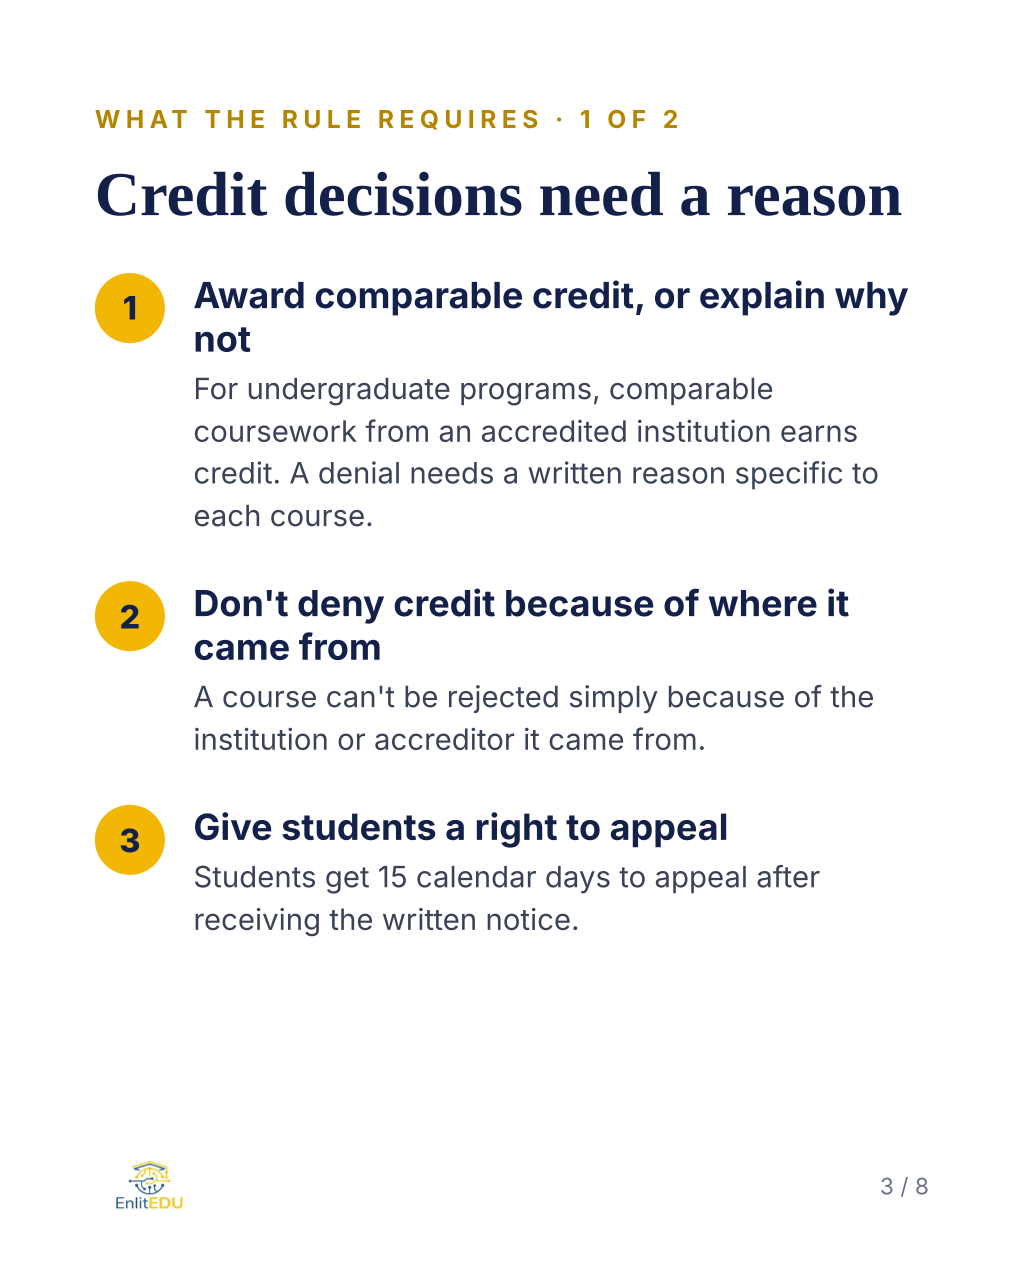 WHAT THE RULE REQUIRES · 1 OF 2
Credit decisions need a reason
1
Award comparable credit, or explain why
not
For undergraduate programs, comparable
coursework from an accredited institution earns
credit. A denial needs a written reason specific to
each course.
2
Don't deny credit because of where it
came from
A course can't be rejected simply because of the
institution or accreditor it came from.
3
Give students a right to appeal
Students get 15 calendar days to appeal after
receiving the written notice.
EnlitEDU
3 / 8